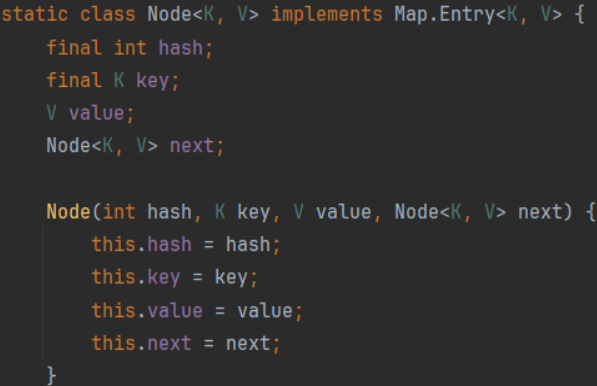 static class Node<K, V> implements Map.Entry<K, V> {
    final int hash;
    final K key;
    V value;
    Node<K, V> next;

    Node(int hash, K key, V value, Node<K, V> next) {
        this.hash = hash;
        this.key = key;
        this.value = value;
        this.next = next;
    }